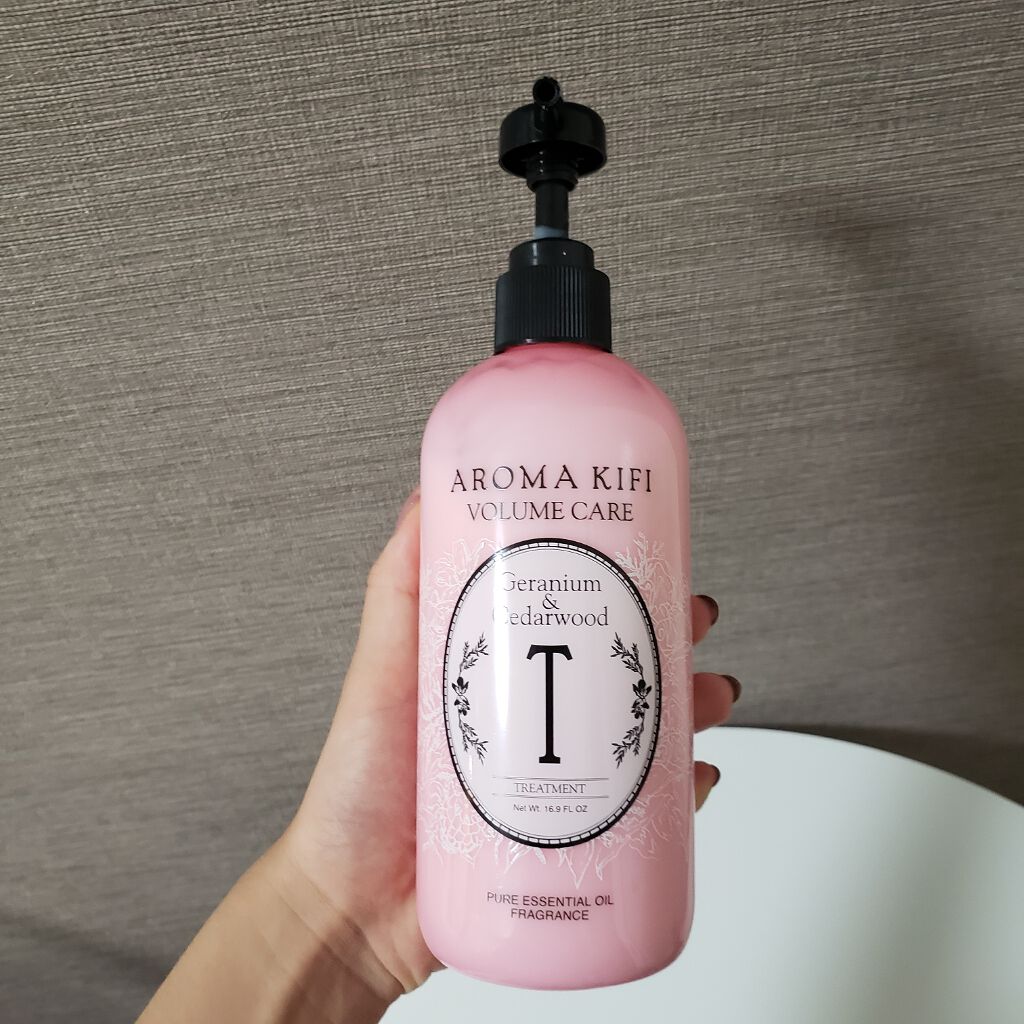 AROMA KIFI
VOLUME CARE
Geranium
&
Cedarwood
T
TREATMENT
Net Wt. 16.9 FL OZ
PURE ESSENTIAL OIL
FRAGRANCE